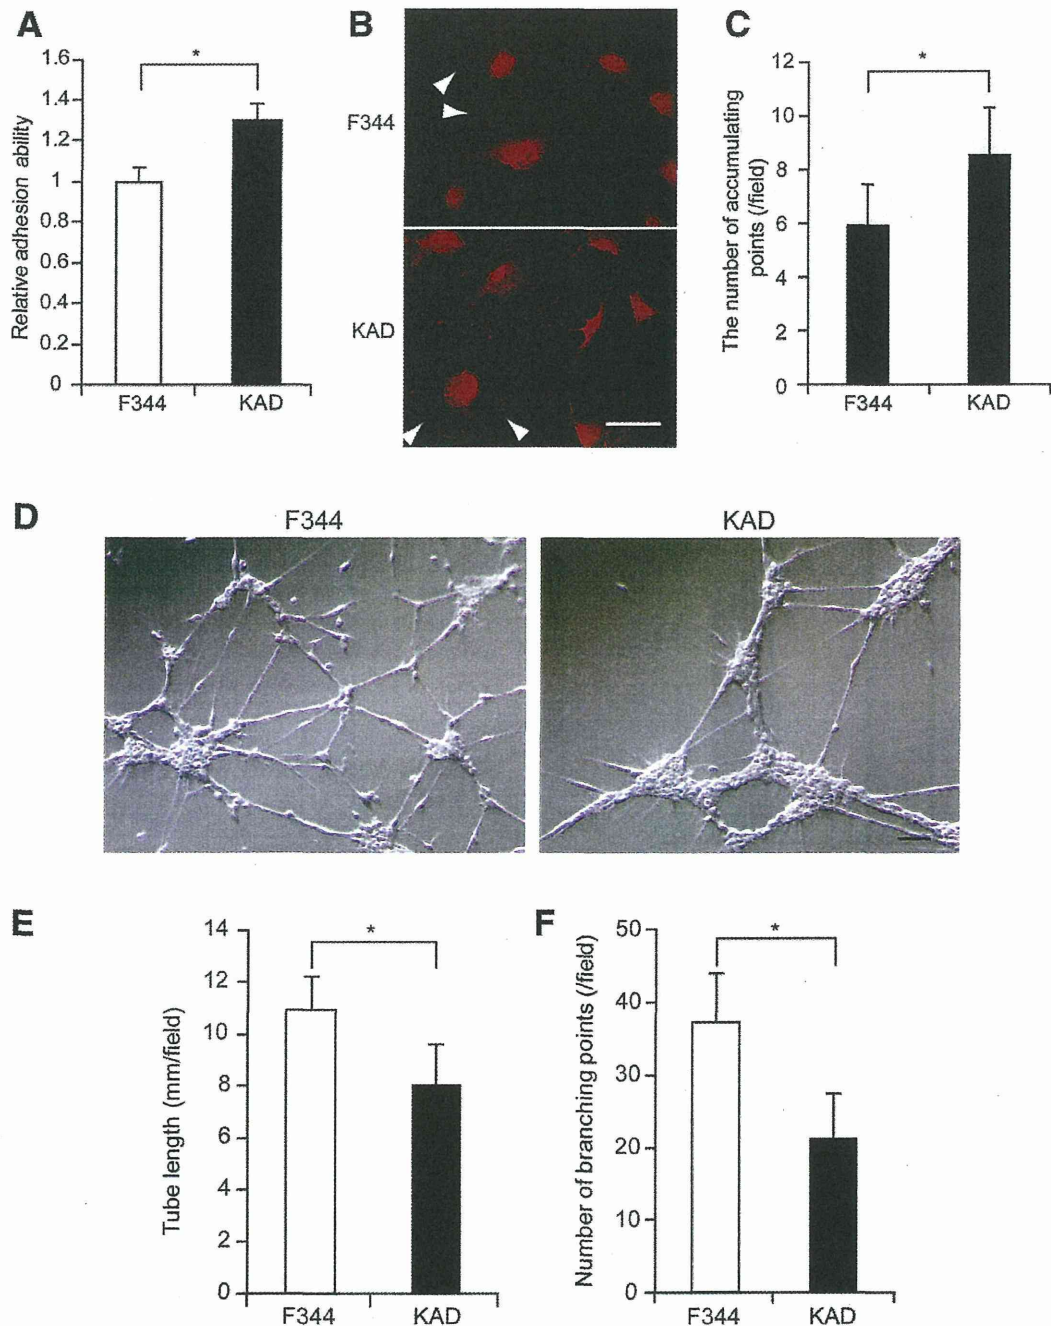 A
Relative adhesion ability
1.6
1.4
1.2
1
0.8
0.6
0.4
0.2
0
*
F344
KAD
B
F344
KAD
C
The number of accumulating
points (/field)
12
10
8
6
4
2
0
*
F344
KAD
D
F344
KAD
E
Tube length (mm/field)
14
12
10
8
6
4
2
0
*
F344
KAD
F
Number of branching points (/field)
50
40
30
20
10
0
*
F344
KAD